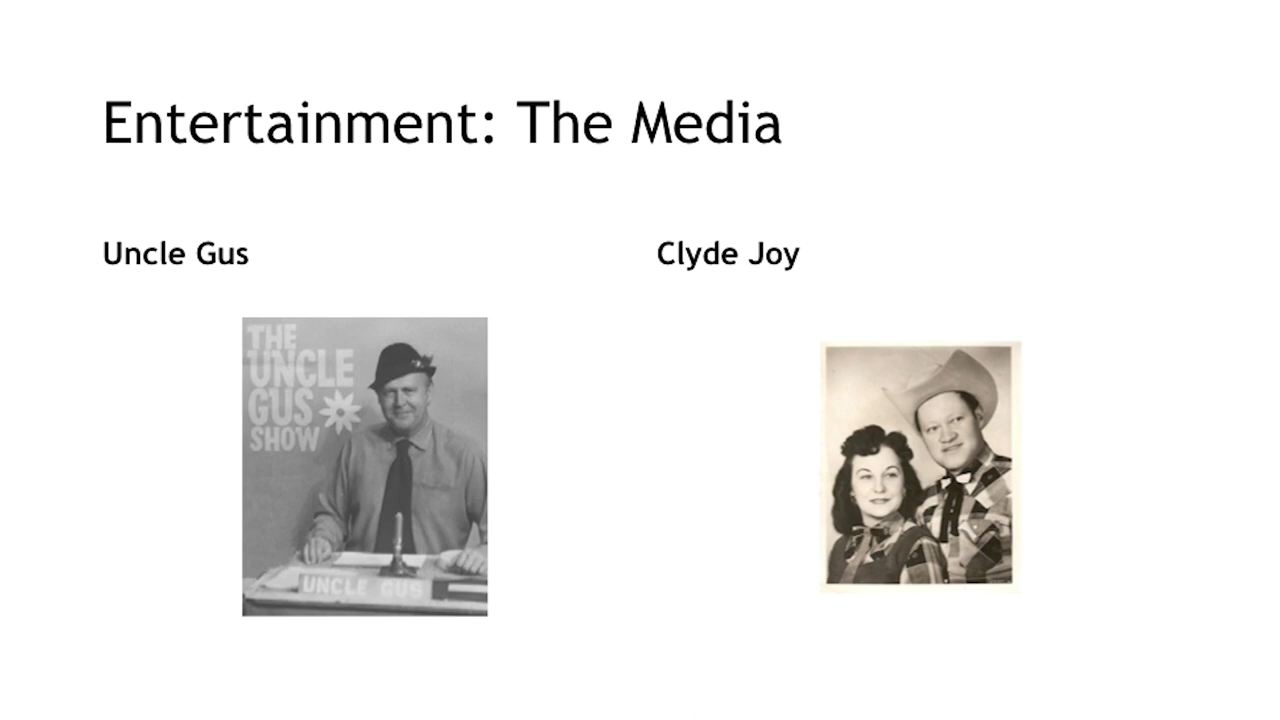 Entertainment: The Media
Uncle Gus
Clyde Joy
THE
UNCLE
GUS
SHOW
UNCLE GUS